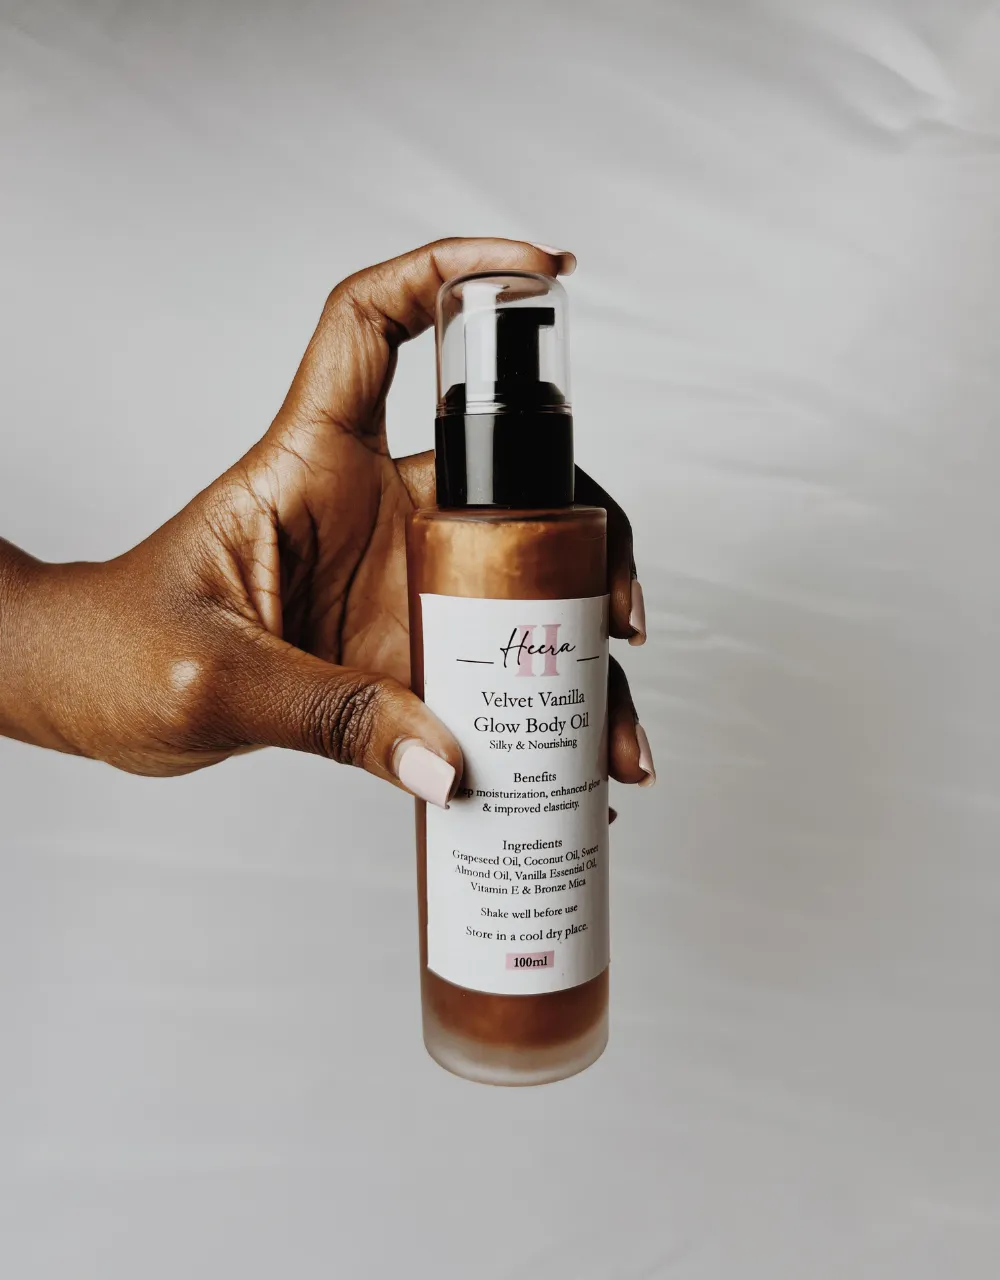 H
Heera
Velvet Vanilla
Glow Body Oil
Silky & Nourishing
Benefits
moisturization, enhanced glow
& improved elasticity.
Ingredients
Grapeseed Oil, Coconut Oil, Sweet
Almond Oil, Vanilla Essential Oil,
Vitamin E & Bronze Mica
Shake well before use
Store in a cool dry place.
100ml